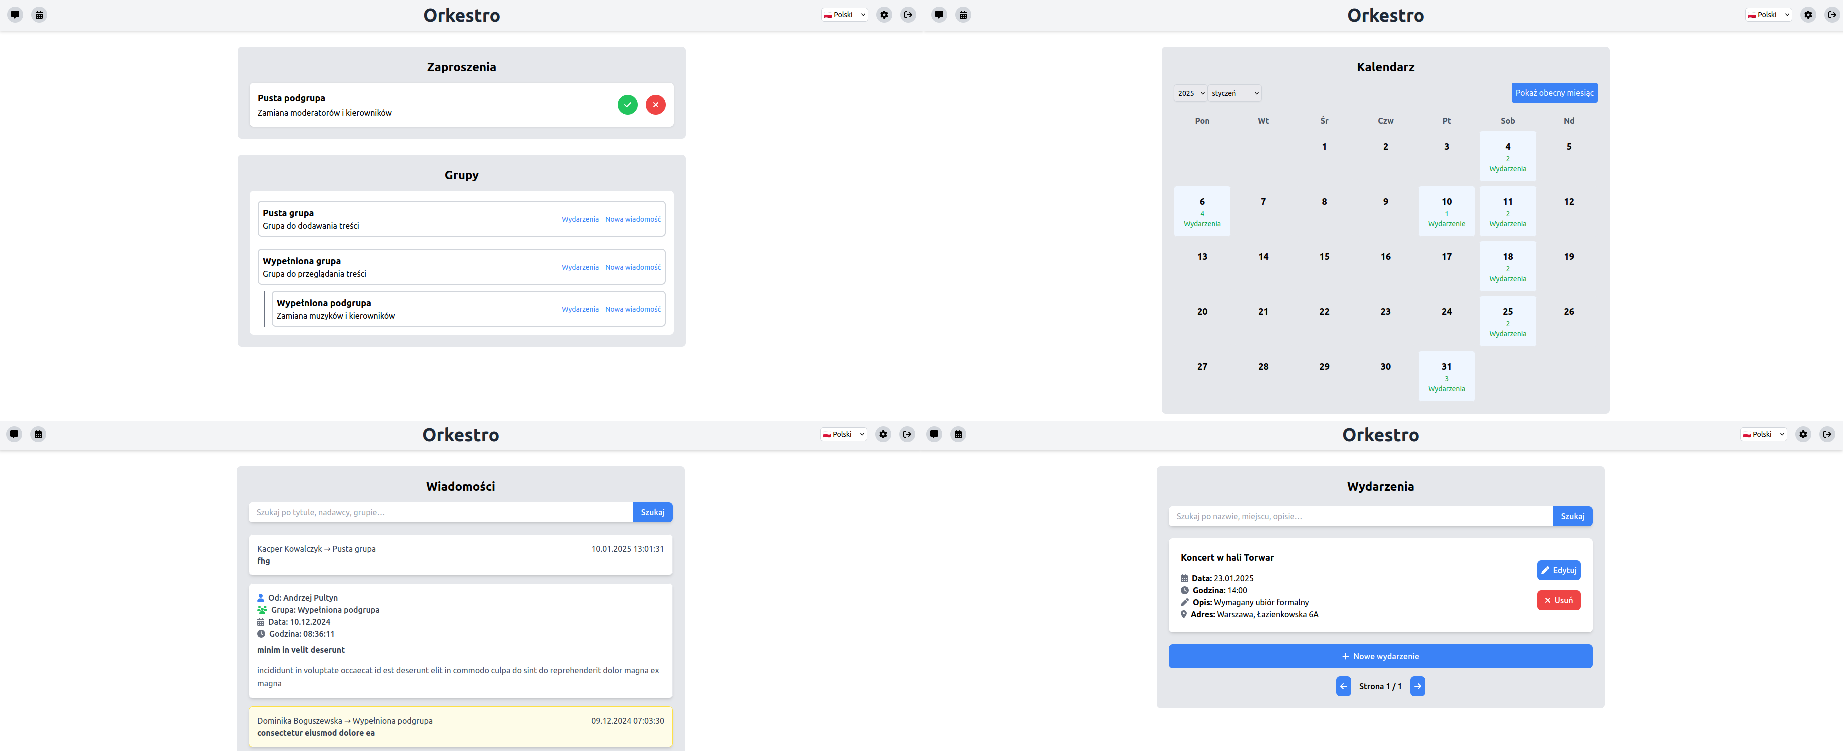 Orkestro
Polski
Zaproszenia
Pusta podgrupa
Zamiana moderatorów i kierowników
Grupy
Pusta grupa
Grupa do dodawania treści
Wydarzenia Nowa wiadomość
Wypełniona grupa
Grupa do przeglądania treści
Wydarzenia Nowa wiadomość
Wypełniona podgrupa
Zamiana muzyków i kierowników
Wydarzenia Nowa wiadomość
Orkestro
Polski
Kalendarz
2025 styczeń Pokaż obecny miesiąc
Pon Wt Śr Czw Pt Sob Nd
1 2 3 4 5
2
Wydarzenia
6 7 8 9 10 11 12
4 1 2
Wydarzenia Wydarzenie Wydarzenia
13 14 15 16 17 18 19
2
Wydarzenia
20 21 22 23 24 25 26
2
Wydarzenia
27 28 29 30 31
3
Wydarzenia
Orkestro
Polski
Wiadomości
Szukaj po tytule, nadawcy, grupie... Szukaj
Kacper Kowalczyk → Pusta grupa 10.01.2025 13:01:31
fhg
Od: Andrzej Pultyn
Grupa: Wypełniona podgrupa
Data: 10.12.2024
Godzina: 08:36:11
minim in velit deserunt
incididunt in voluptate occaecat id est deserunt elit in commodo culpa do sint do reprehenderit dolor magna ex
magna
Dominika Boguszewska → Wypełniona podgrupa 09.12.2024 07:03:30
consectetur eiusmod dolore ea
Orkestro
Polski
Wydarzenia
Szukaj po nazwie, miejscu, opisie... Szukaj
Koncert w hali Torwar
Data: 23.01.2025
Godzina: 14:00
Opis: Wymagany ubiór formalny
Adres: Warszawa, Łazienkowska 6A
Edytuj
Usuń
+ Nowe wydarzenie
← Strona 1 / 1 →